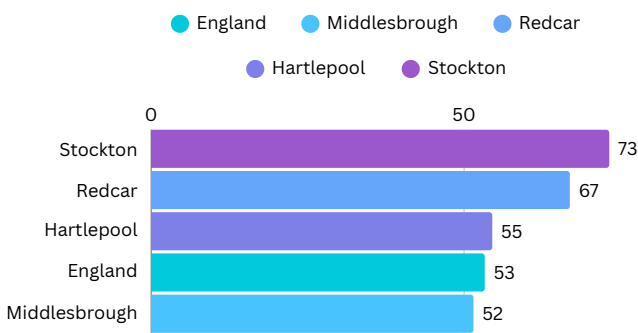 England Middlesbrough Redcar
Hartlepool Stockton
0 50
Stockton 73
Redcar 67
Hartlepool 55
England 53
Middlesbrough 52